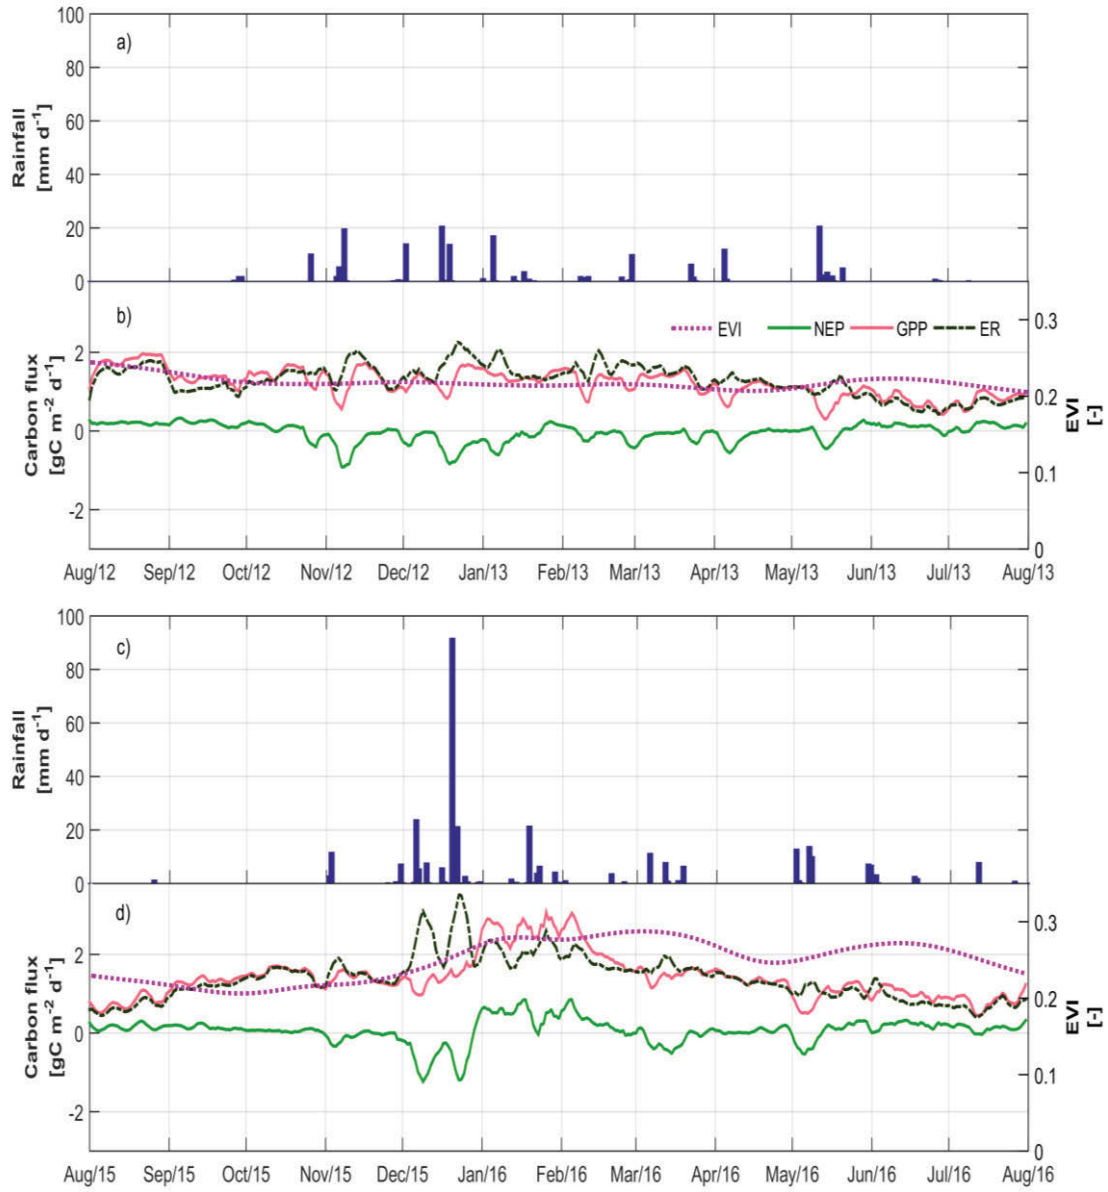 100
80
60
40
20
0
Rainfall
[mm d⁻¹]
a)
b)
EVI NEP GPP ER
2
0
-2
Carbon flux
[gC m⁻² d⁻¹]
0.3
0.2
0.1
0
EVI
[-]
Aug/12 Sep/12 Oct/12 Nov/12 Dec/12 Jan/13 Feb/13 Mar/13 Apr/13 May/13 Jun/13 Jul/13 Aug/13
100
80
60
40
20
0
Rainfall
[mm d⁻¹]
c)
d)
2
0
-2
Carbon flux
[gC m⁻² d⁻¹]
0.3
0.2
0.1
0
EVI
[-]
Aug/15 Sep/15 Oct/15 Nov/15 Dec/15 Jan/16 Feb/16 Mar/16 Apr/16 May/16 Jun/16 Jul/16 Aug/16